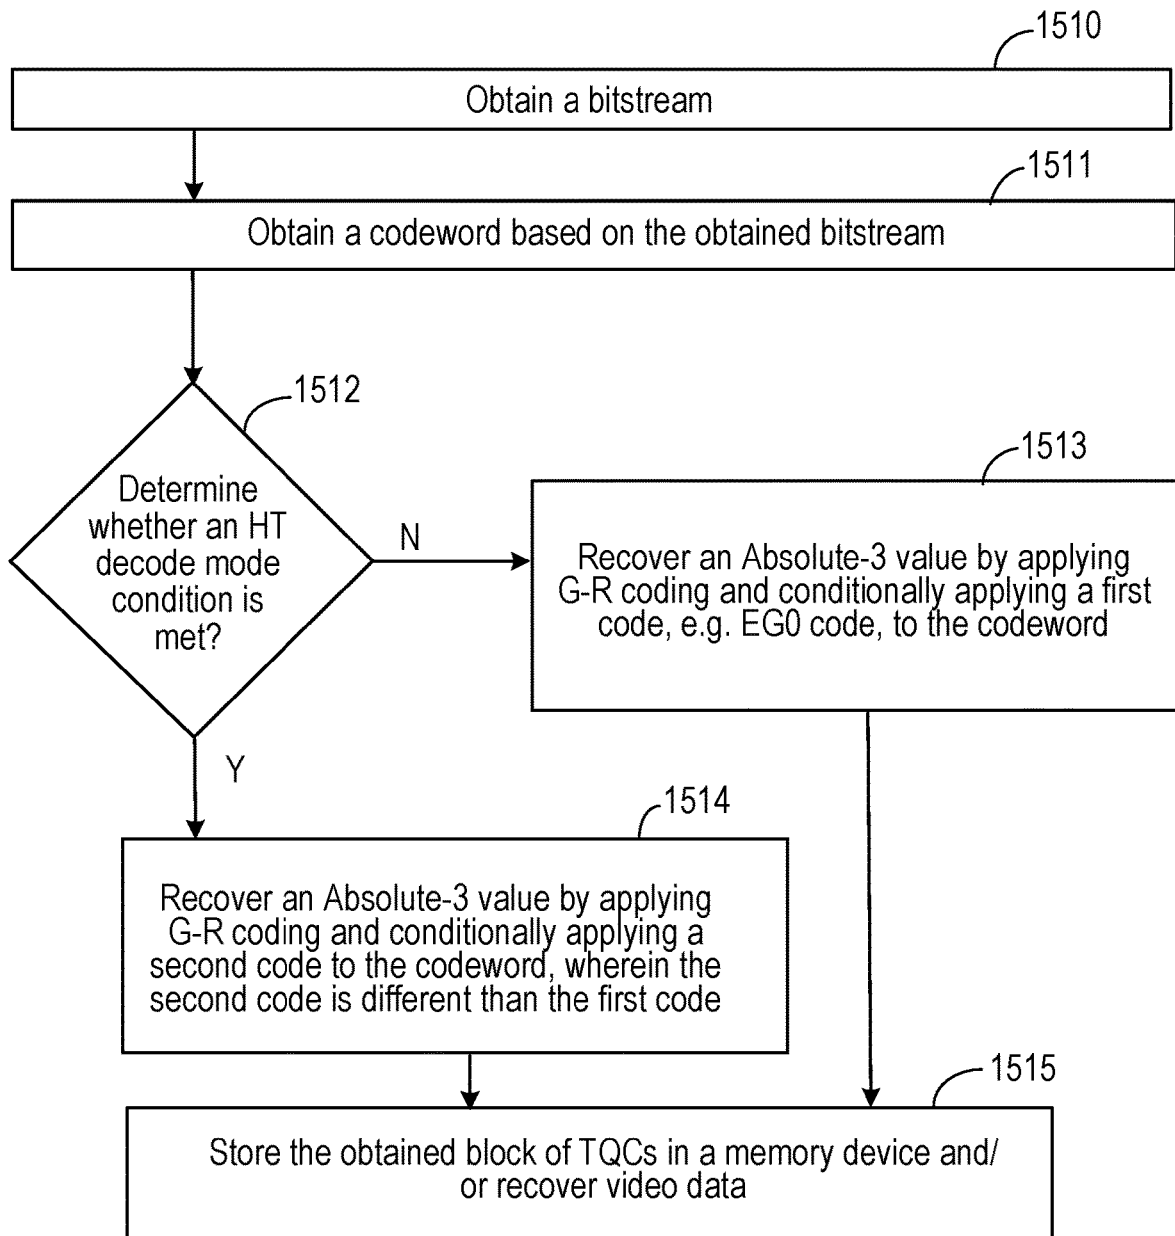 1510
Obtain a bitstream
1511
Obtain a codeword based on the obtained bitstream
1512
Determine
whether an HT
decode mode
condition is
met?
N
1513
Recover an Absolute-3 value by applying
G-R coding and conditionally applying a first
code, e.g. EG0 code, to the codeword
Y
1514
Recover an Absolute-3 value by applying
G-R coding and conditionally applying a
second code to the codeword, wherein the
second code is different than the first code
1515
Store the obtained block of TQCs in a memory device and/
or recover video data